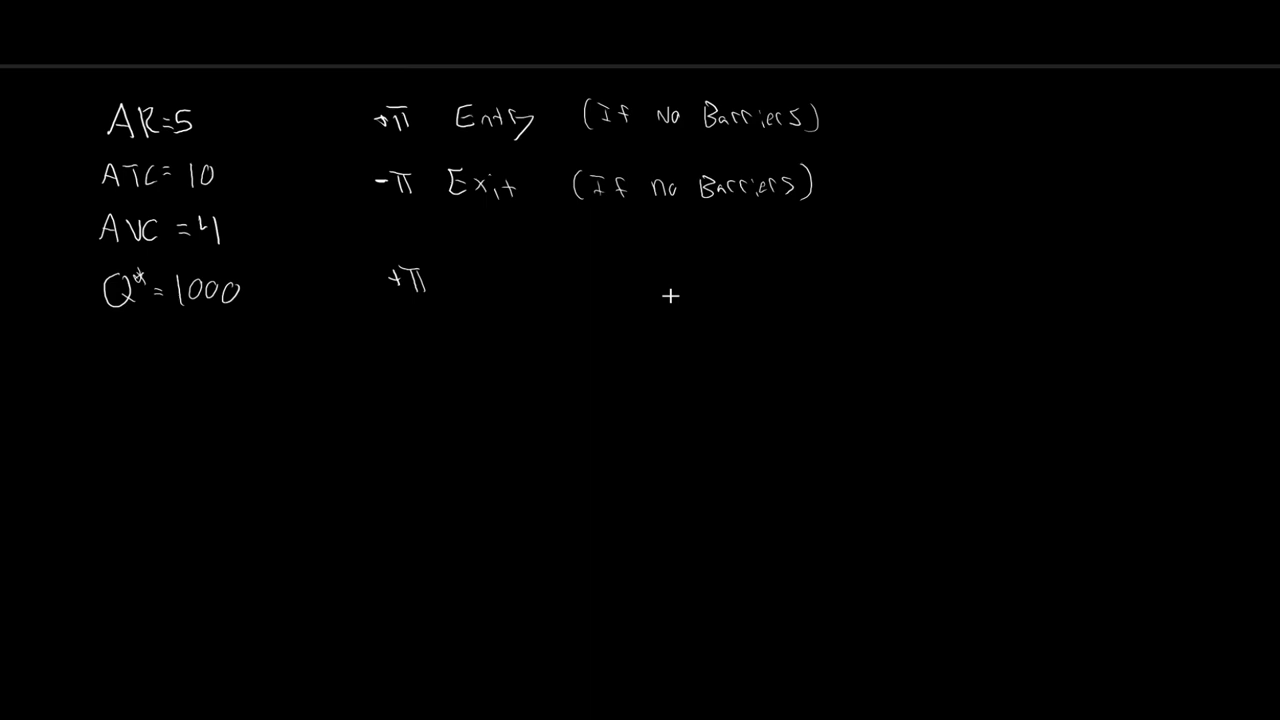 AR=5
+π Entry (If No Barriers)
ATC=10
-π Exit (If no Barriers)
AVC=4
Q*=1000
+π